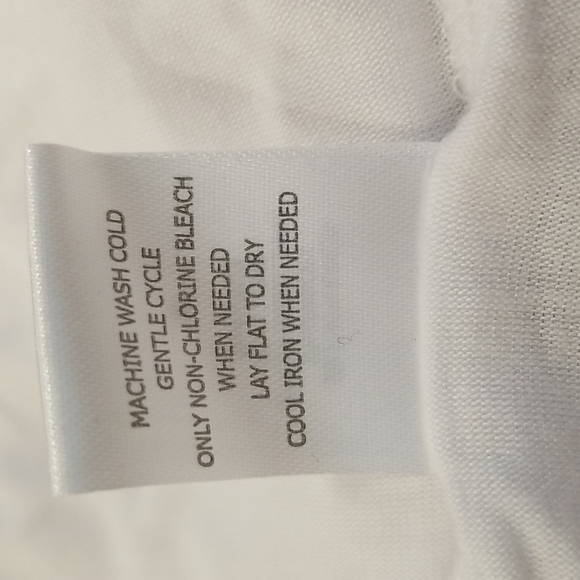 MACHINE WASH COLD
GENTLE CYCLE
ONLY NON-CHLORINE BLEACH
WHEN NEEDED
LAY FLAT TO DRY
COOL IRON WHEN NEEDED